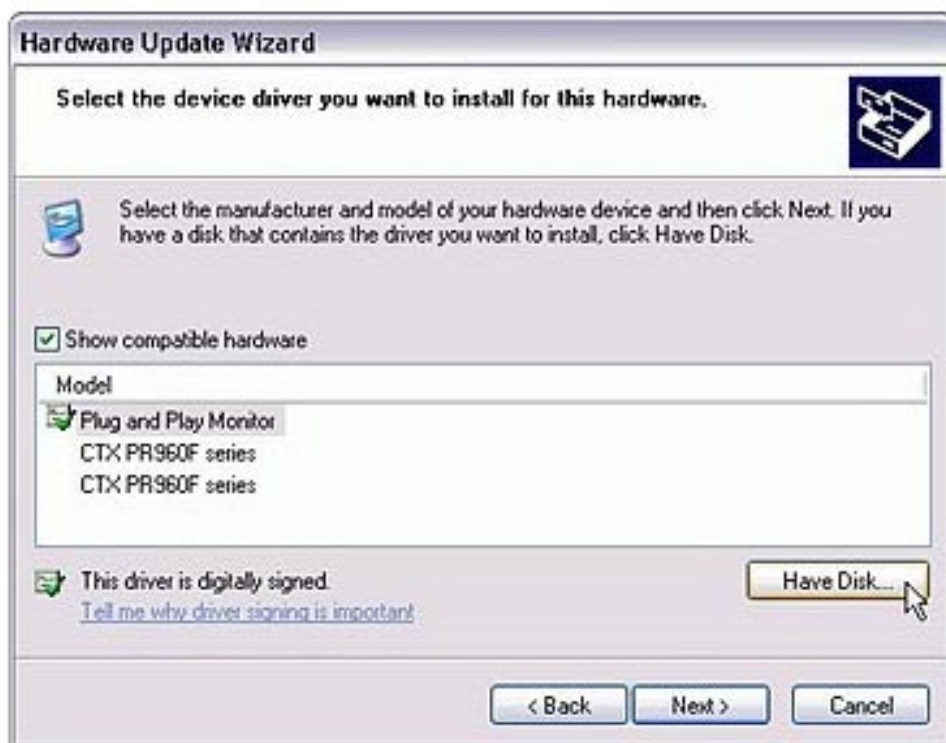 Hardware Update Wizard
Select the device driver you want to install for this hardware.
Select the manufacturer and model of your hardware device and then click Next. If you
have a disk that contains the driver you want to install, click Have Disk.
Show compatible hardware
Model
Plug and Play Monitor
CTX PR960F series
CTX PR960F series
This driver is digitally signed.
Have Disk...
Tell me why driver signing is important
< Back
Next >
Cancel